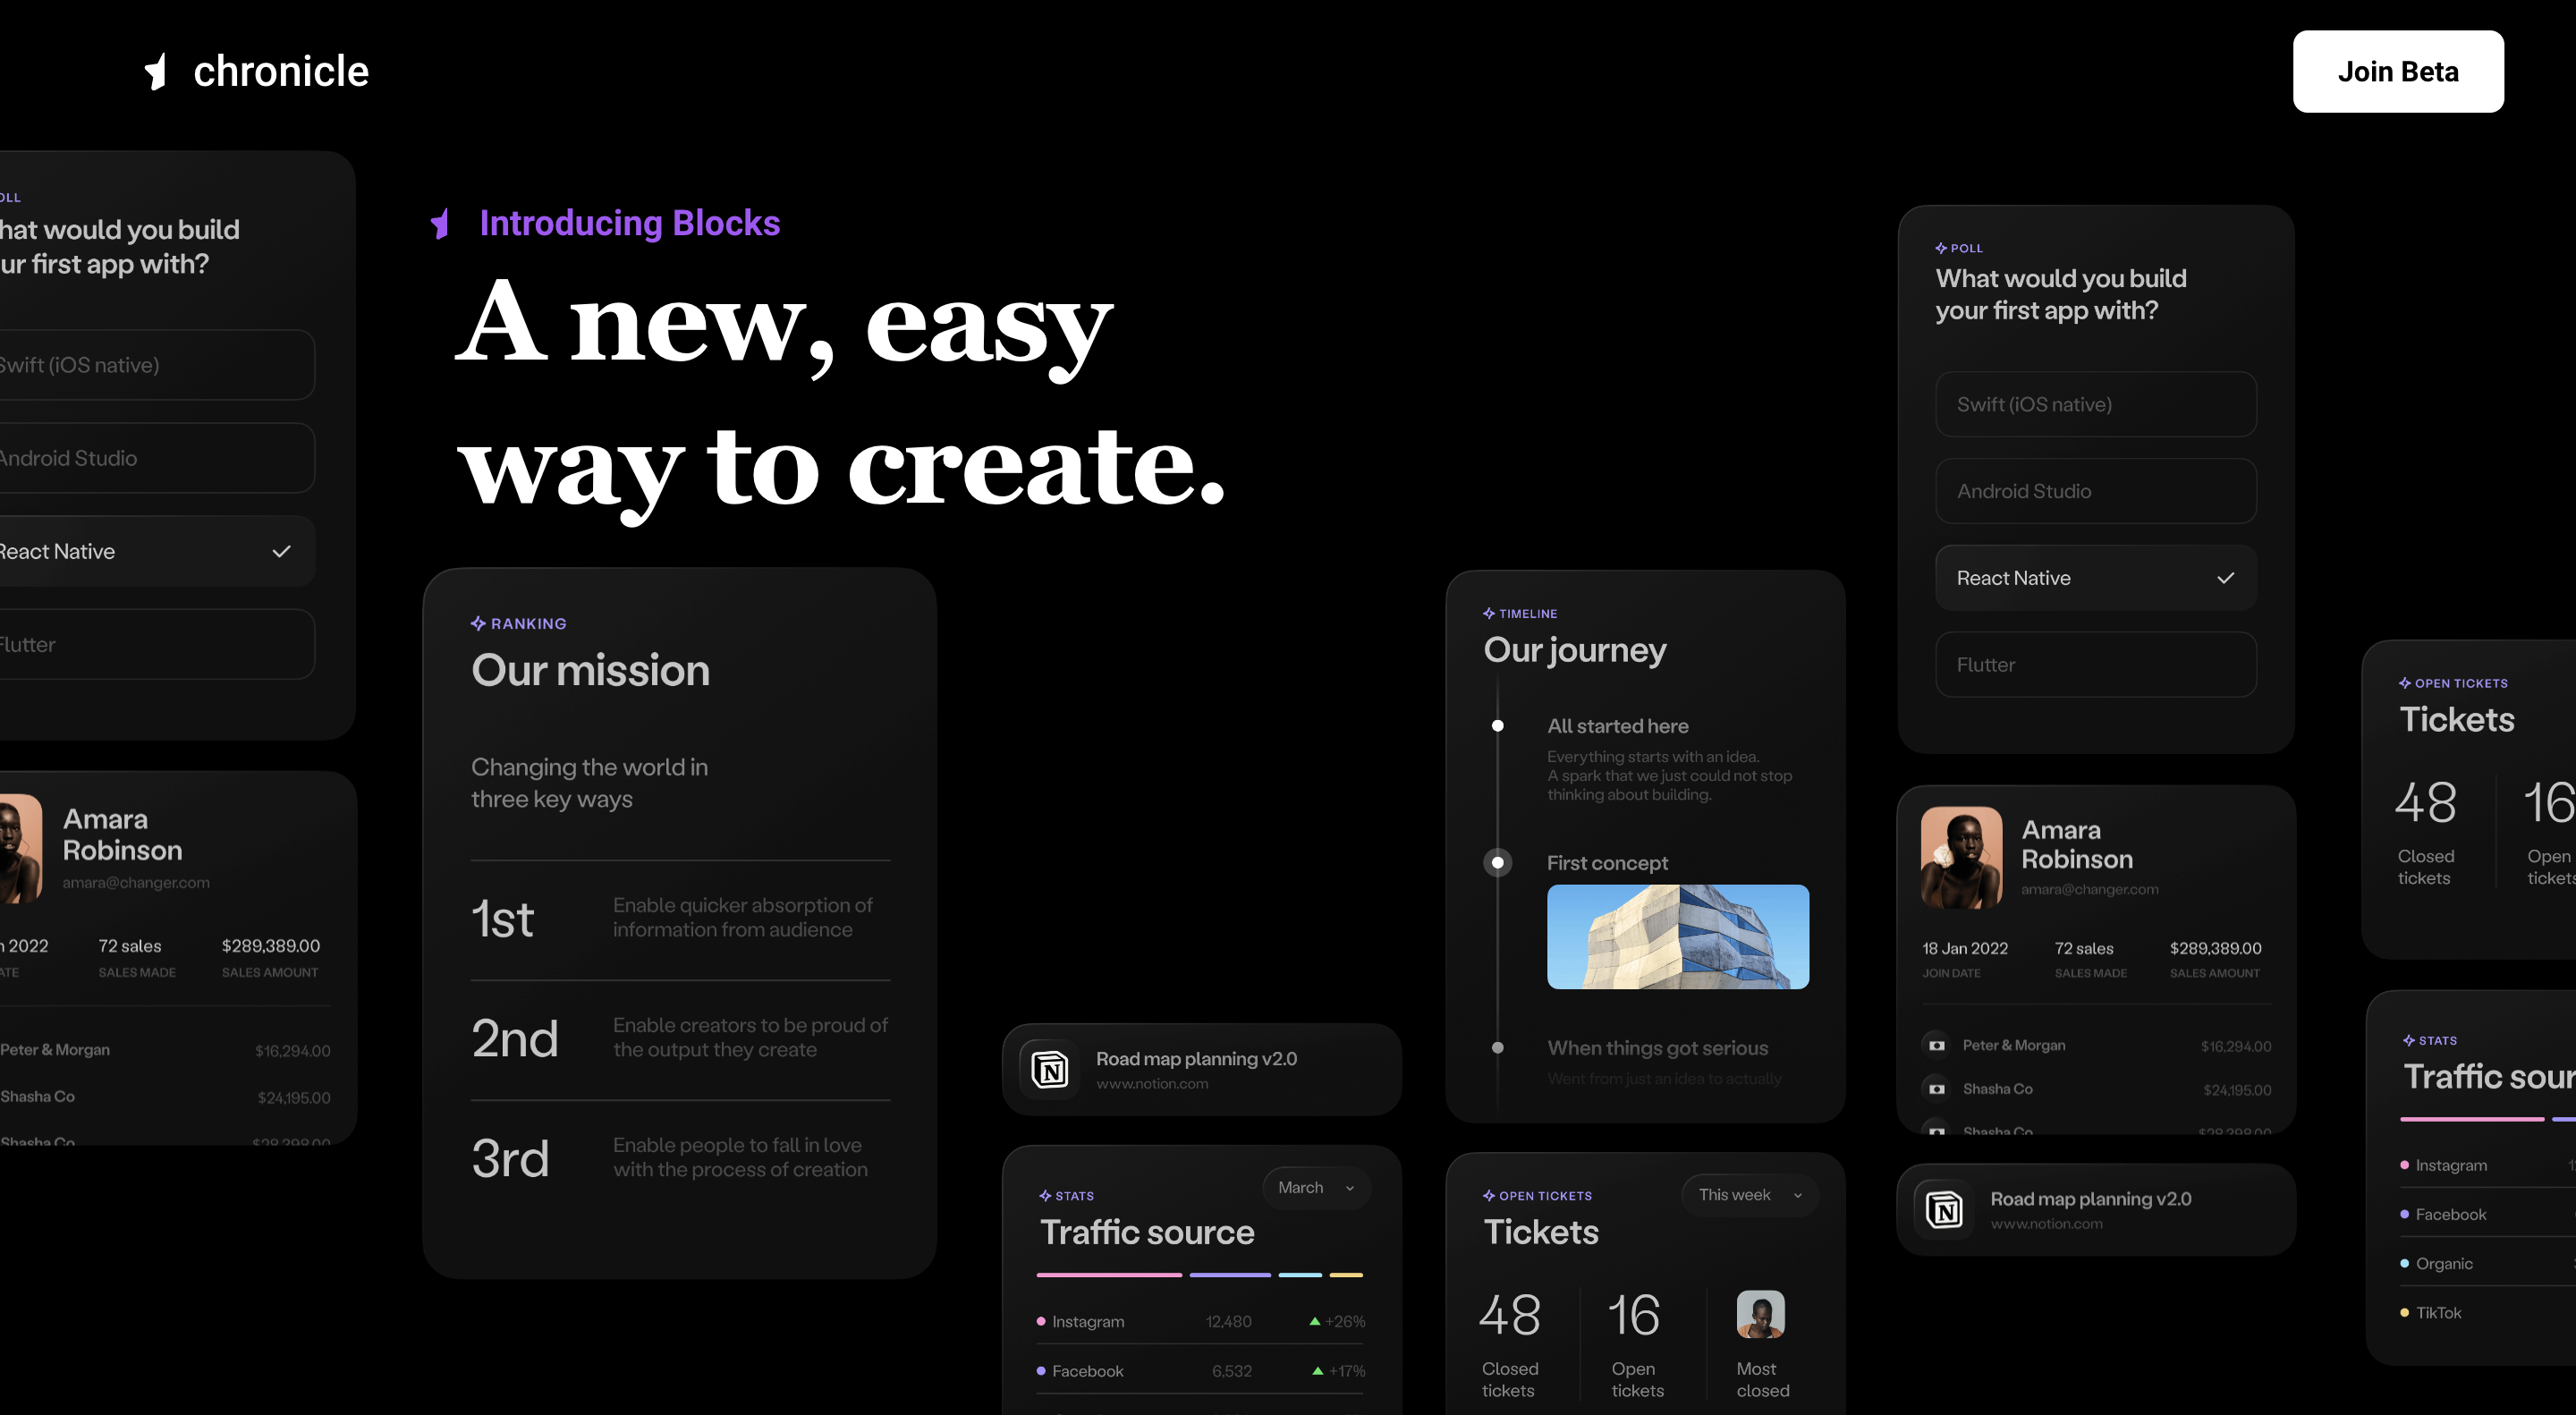 chronicle
Join Beta
Introducing Blocks
A new, easy
way to create.
would you build
first app with?
(iOS native)
Android Studio
React Native
Flutter
Amara
Robinson
amara@changer.com
2022
72 sales
$289,389.00
SALES MADE
SALES AMOUNT
Peter & Morgan
$16,294.00
Shasha Co
$24,195.00
Shasha Co
$28,398.00
RANKING
Our mission
Changing the world in
three key ways
1st
Enable quicker absorption of
information from audience
2nd
Enable creators to be proud of
the output they create
3rd
Enable people to fall in love
with the process of creation
N
Road map planning v2.0
www.notion.com
STATS
March
Traffic source
Instagram
12,480
+26%
Facebook
6,532
+17%
TIMELINE
Our journey
All started here
Everything starts with an idea.
A spark that we just could not stop
thinking about building.
First concept
When things got serious
Went from just an idea to actually
OPEN TICKETS
This week
Tickets
48
Closed
tickets
16
Open
tickets
Most
closed
POLL
What would you build
your first app with?
Swift (iOS native)
Android Studio
React Native
Flutter
Amara
Robinson
amara@changer.com
18 Jan 2022
JOIN DATE
72 sales
SALES MADE
$289,389.00
SALES AMOUNT
Peter & Morgan
$16,294.00
Shasha Co
$24,195.00
Shasha Co
$28,398.00
N
Road map planning v2.0
www.notion.com
OPEN TICKETS
Tickets
48
Closed
tickets
16
Open
STATS
Traffic
Instagram
Facebook
Organic
TikTok